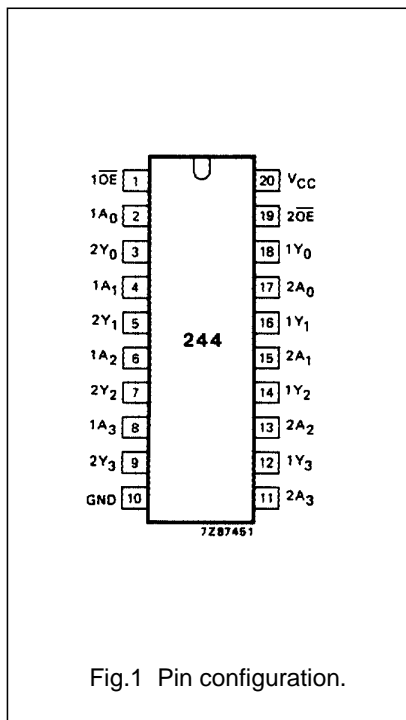 1OE 1 20 VCC
1A0 2 19 2OE
2Y0 3 18 1Y0
1A1 4 17 2A0
2Y1 5 16 1Y1
244
1A2 6 15 2A1
2Y2 7 14 1Y2
1A3 8 13 2A2
2Y3 9 12 1Y3
GND 10 11 2A3
7Z87451
Fig.1 Pin configuration.